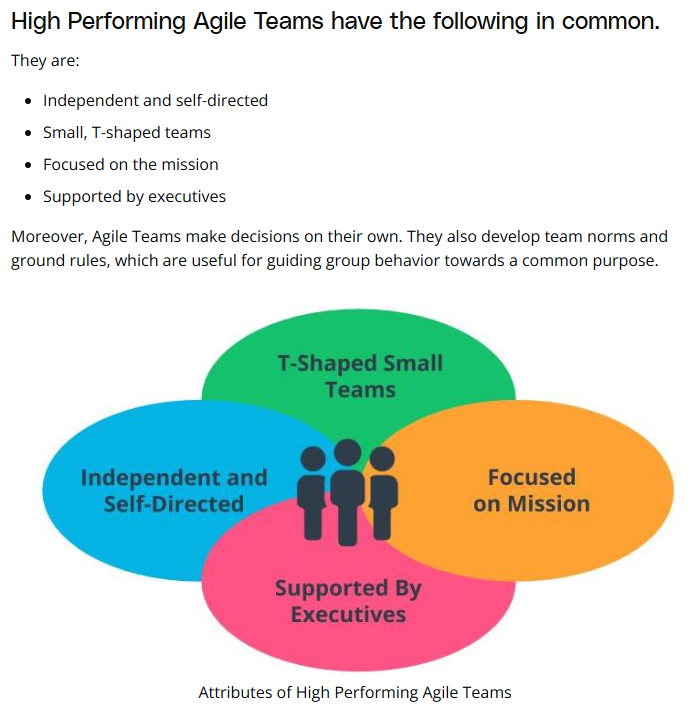 High Performing Agile Teams have the following in common.
They are:
Independent and self-directed
Small, T-shaped teams
Focused on the mission
Supported by executives
Moreover, Agile Teams make decisions on their own. They also develop team norms and
ground rules, which are useful for guiding group behavior towards a common purpose.
T-Shaped Small
Teams
Independent and
Self-Directed
Focused
on Mission
Supported By
Executives
Attributes of High Performing Agile Teams